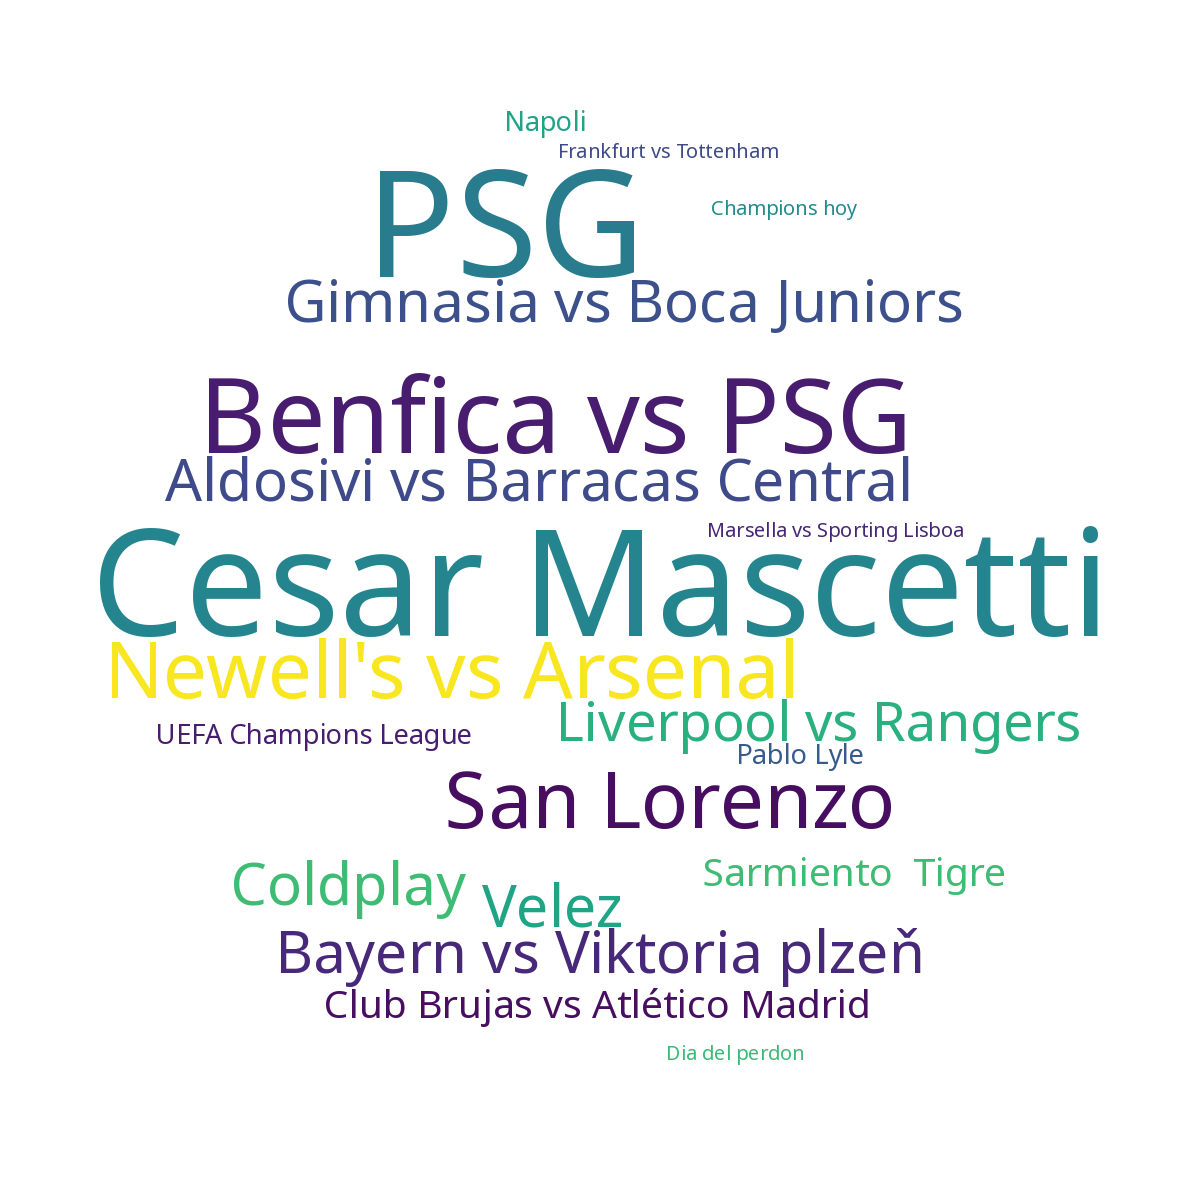 Napoli
Frankfurt vs Tottenham
PSG
Champions hoy
Gimnasia vs Boca Juniors
Benfica vs PSG
Aldosivi vs Barracas Central
Marsella vs Sporting Lisboa
Cesar Mascetti
Newell's vs Arsenal
Liverpool vs Rangers
UEFA Champions League
Pablo Lyle
San Lorenzo
Sarmiento  Tigre
Coldplay
Velez
Bayern vs Viktoria plzeň
Club Brujas vs Atlético Madrid
Dia del perdon